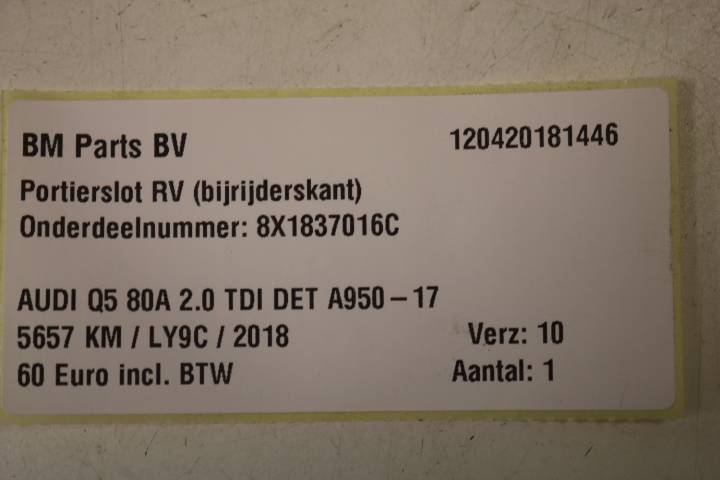 BM Parts BV 120420181446
Portierslot RV (bijrijderskant)
Onderdeelnummer: 8X1837016C
AUDI Q5 80A 2.0 TDI DET A950-17
5657 KM / LY9C / 2018 Verz: 10
60 Euro incl. BTW Aantal: 1